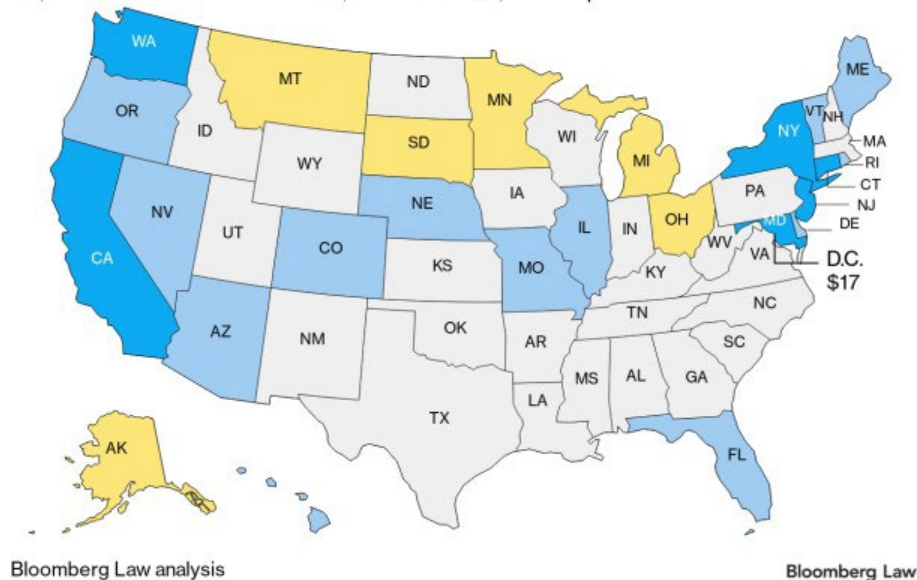 WA
MT
ND
MN
ME
OR
VT
NH
ID
SD
WI
NY
MA
WY
MI
RI
IA
PA
CT
NV
NE
NJ
UT
IL
IN
OH
MD
DE
CO
WV
CA
KS
MO
VA
D.C.
$17
KY
AZ
NM
OK
TN
NC
AR
SC
MS
AL
GA
TX
LA
AK
FL
Bloomberg Law analysis
Bloomberg Law